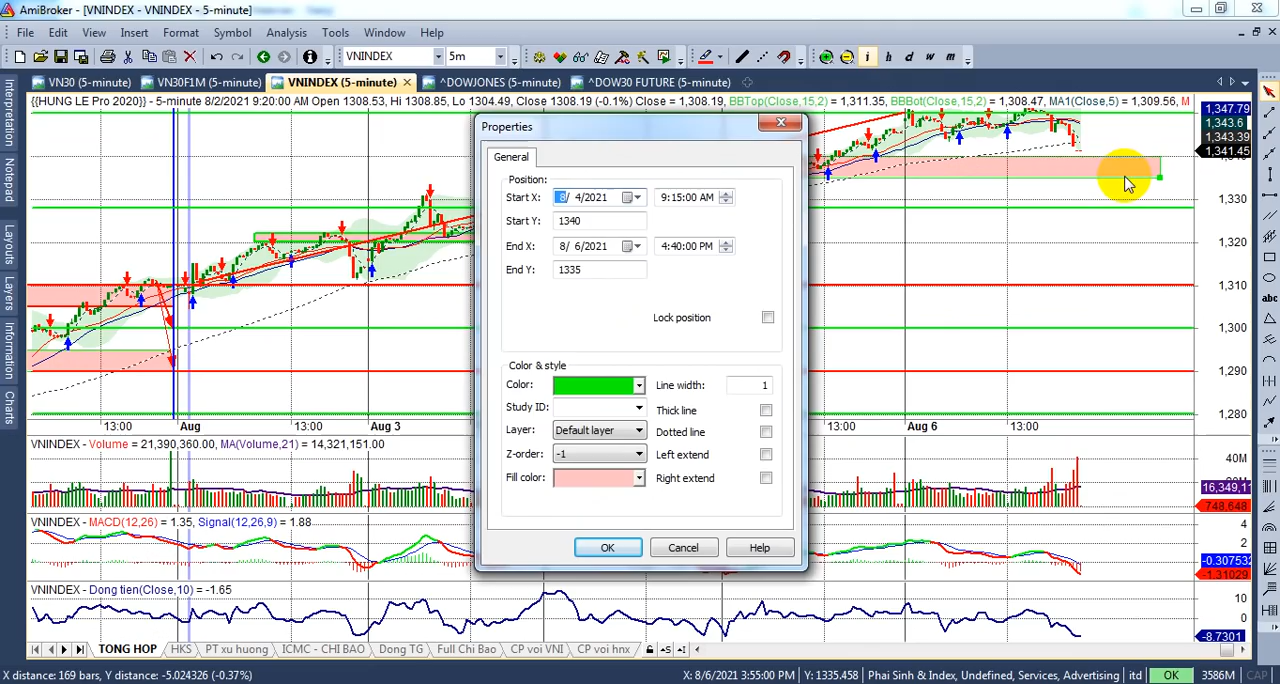 AmiBroker - [VNINDEX - VNINDEX - 5-minute]
File Edit View Insert Format Symbol Analysis Tools Window Help
VNINDEX 5m i h d w m
VN30 (5-minute) VN30F1M (5-minute) VNINDEX (5-minute) ^DOWJONES (5-minute) ^DOW30 FUTURE (5-minute)
{{HUNG LE Pro 2020}} - 5-minute 8/2/2021 9:20:00 AM Open 1308.53, Hi 1308.85, Lo 1304.49, Close 1308.19 (-0.1%) Close = 1,308.19, BBTop(Close,15,2) = 1,311.35, BBBot(Close,15,2) = 1,308.47, MA1(Close,5) = 1,309.56, M
Interpretation
Notepad
Layouts
Layers
Information
Charts
abc
1,347.79
1,343.6
1,343.39
1,341.45
1,330
1,320
1,310
1,300
1,290
1,280
Properties
General
Position:
Start X: 8/ 4/2021 9:15:00 AM
Start Y: 1340
End X: 8/ 6/2021 4:40:00 PM
End Y: 1335
Lock position
Color & style
Color: Line width: 1
Study ID: Thick line
Layer: Default layer Dotted line
Z-order: -1 Left extend
Fill color: Right extend
OK Cancel Help
13:00 Aug 13:00 Aug 3 13:00 Aug 6 13:00
VNINDEX - Volume = 21,390,360.00, MA(Volume,21) = 14,321,151.00
40M
16,349,11
748,648
VNINDEX - MACD(12,26) = 1.35, Signal(12,26,9) = 1.88
4
2
-0.307532
-1.31029
VNINDEX - Dong tien(Close,10) = -1.65
10
0
-8.7301
TONG HOP HKS PT xu huong ICMC - CHI BAO Dong TG Full Chi Bao CP voi VNI CP voi hnx
X distance: 169 bars, Y distance: -5.024326 (-0.37%) X: 8/6/2021 3:55:00 PM Y: 1335.458 Phai Sinh & Index, Undefined, Services, Advertising itd OK 3586M CAP